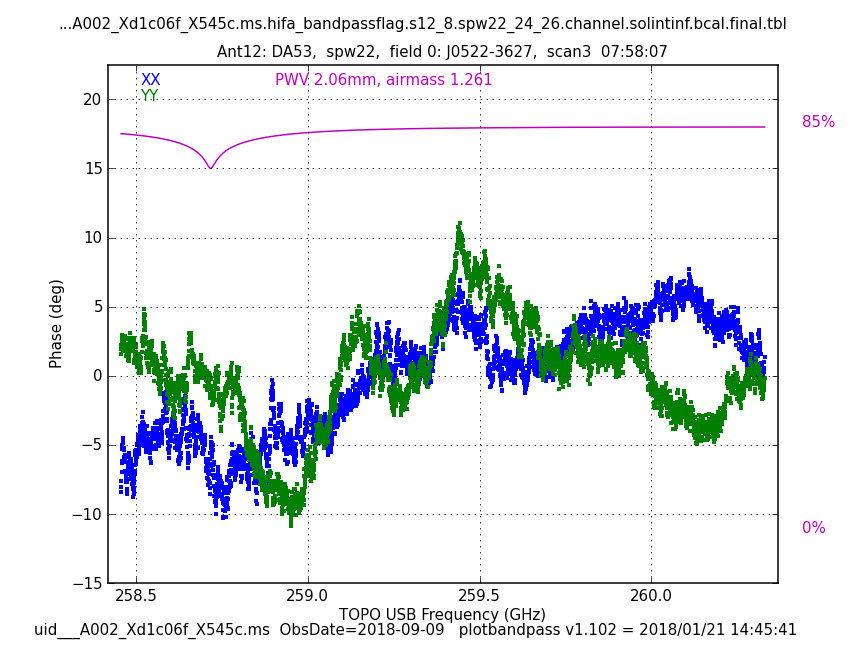 ...A002_Xd1c06f_X545c.ms.hifa_bandpassflag.s12_8.spw22_24_26.channel.solintinf.bcal.final.tbl
Ant12: DA53,  spw22,  field 0: J0522-3627,  scan3  07:58:07
XX
YY
PWV 2.06mm, airmass 1.261
85%
0%
20
15
10
5
0
−5
−10
−15
Phase (deg)
258.5
259.0
259.5
260.0
TOPO USB Frequency (GHz)
uid___A002_Xd1c06f_X545c.ms  ObsDate=2018-09-09   plotbandpass v1.102 = 2018/01/21 14:45:41